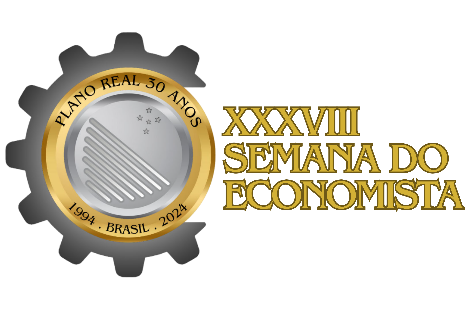 PLANO REAL 30 ANOS
1994 . BRASIL . 2024
XXXVIII
SEMANA DO
ECONOMISTA